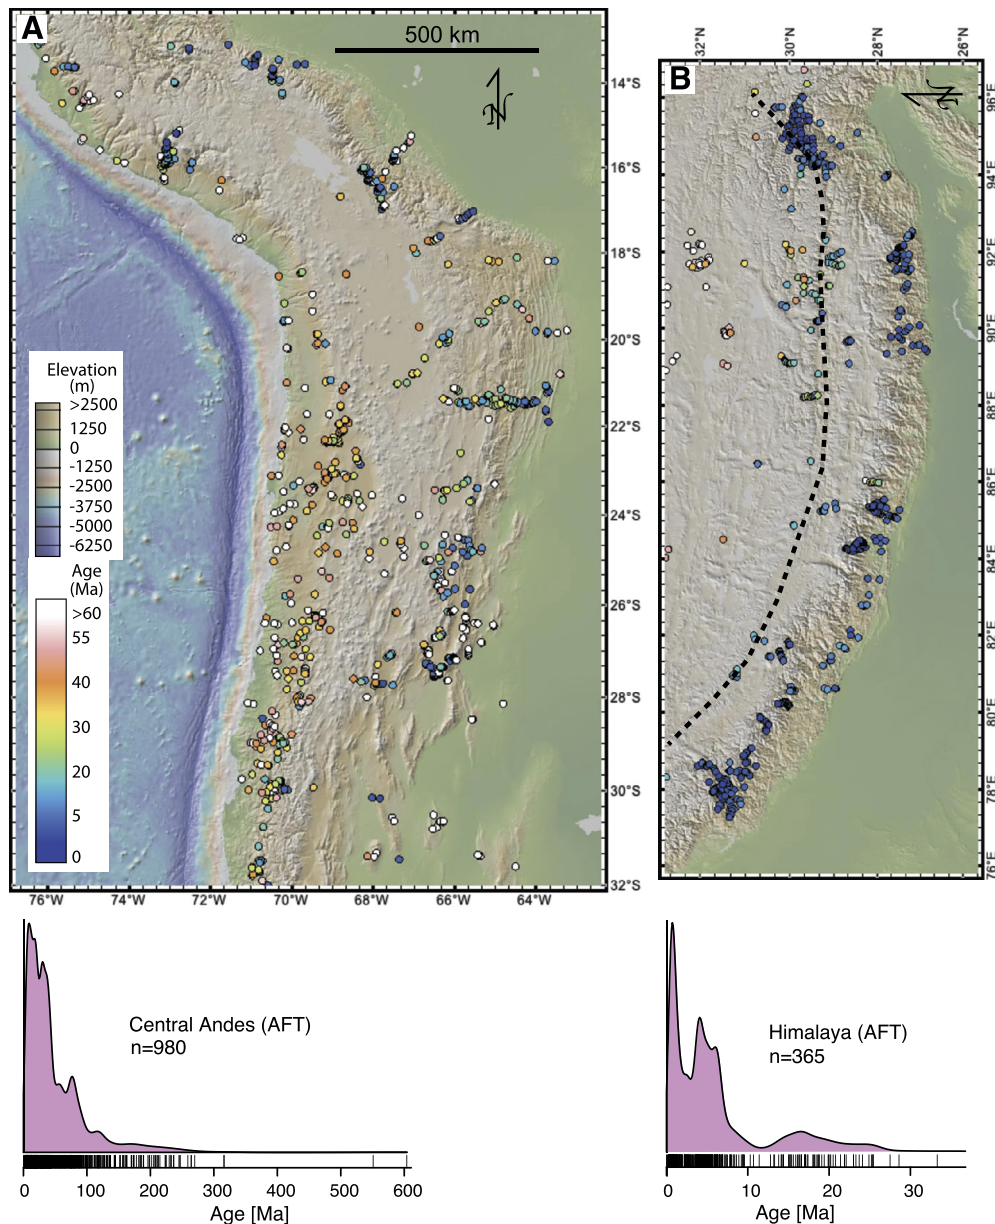 A
500 km
N
14°S
16°S
18°S
20°S
22°S
24°S
26°S
28°S
30°S
32°S
76°W
74°W
72°W
70°W
68°W
66°W
64°W
Elevation
(m)
>2500
1250
0
-1250
-2500
-3750
-5000
-6250
Age
(Ma)
>60
55
40
30
20
5
0
B
32°N
30°N
28°N
26°N
N
96°E
94°E
92°E
90°E
88°E
86°E
84°E
82°E
80°E
78°E
76°E
Central Andes (AFT)
n=980
0 100 200 300 400 500 600
Age [Ma]
Himalaya (AFT)
n=365
0 10 20 30
Age [Ma]